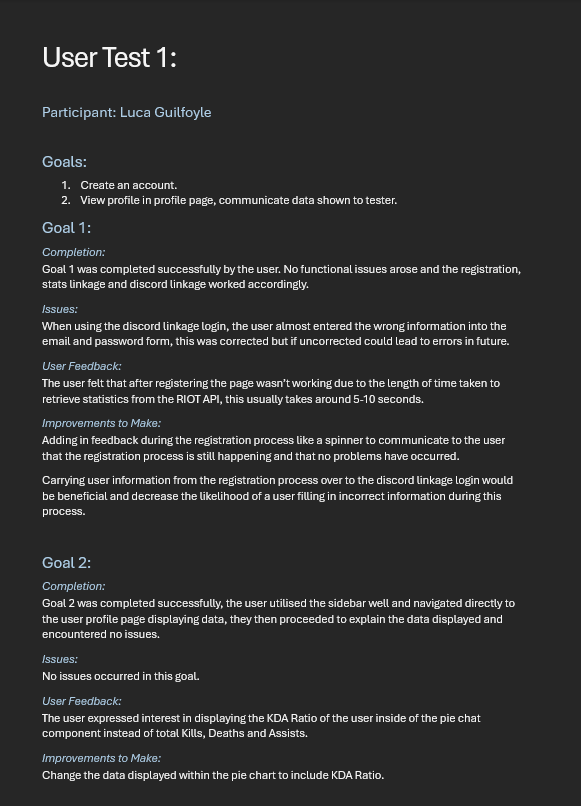 User Test 1:
Participant: Luca Guilfoyle
Goals:
1. Create an account.
2. View profile in profile page, communicate data shown to tester.
Goal 1:
Completion:
Goal 1 was completed successfully by the user. No functional issues arose and the registration,
stats linkage and discord linkage worked accordingly.
Issues:
When using the discord linkage login, the user almost entered the wrong information into the
email and password form, this was corrected but if uncorrected could lead to errors in future.
User Feedback:
The user felt that after registering the page wasn't working due to the length of time taken to
retrieve statistics from the RIOT API, this usually takes around 5-10 seconds.
Improvements to Make:
Adding in feedback during the registration process like a spinner to communicate to the user
that the registration process is still happening and that no problems have occurred.
Carrying user information from the registration process over to the discord linkage login would
be beneficial and decrease the likelihood of a user filling in incorrect information during this
process.
Goal 2:
Completion:
Goal 2 was completed successfully, the user utilised the sidebar well and navigated directly to
the user profile page displaying data, they then proceeded to explain the data displayed and
encountered no issues.
Issues:
No issues occurred in this goal.
User Feedback:
The user expressed interest in displaying the KDA Ratio of the user inside of the pie chat
component instead of total Kills, Deaths and Assists.
Improvements to Make:
Change the data displayed within the pie chart to include KDA Ratio.